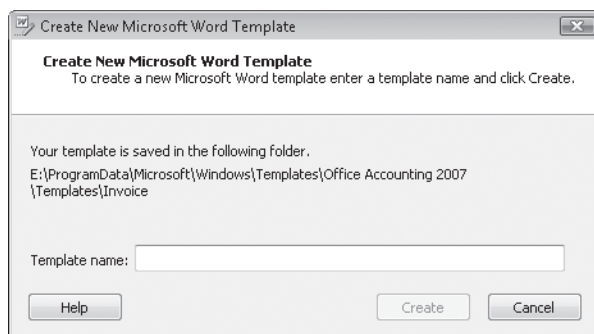 Create New Microsoft Word Template
Create New Microsoft Word Template
To create a new Microsoft Word template enter a template name and click Create.
Your template is saved in the following folder.
E:\ProgramData\Microsoft\Windows\Templates\Office Accounting 2007
\Templates\Invoice
Template name:
Help Create Cancel